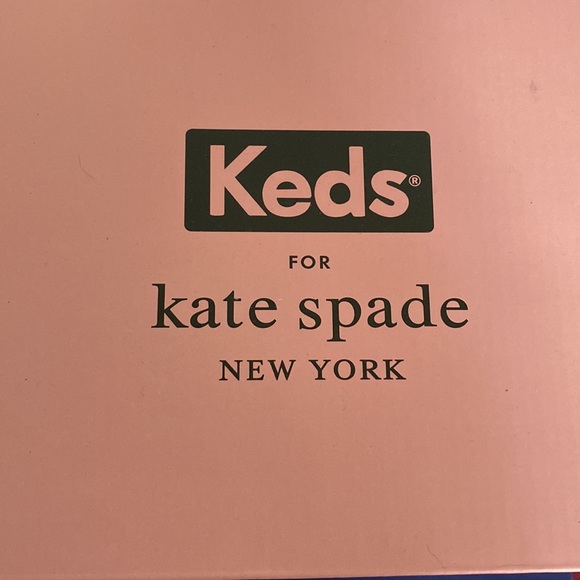 Keds®
FOR
kate spade
NEW YORK